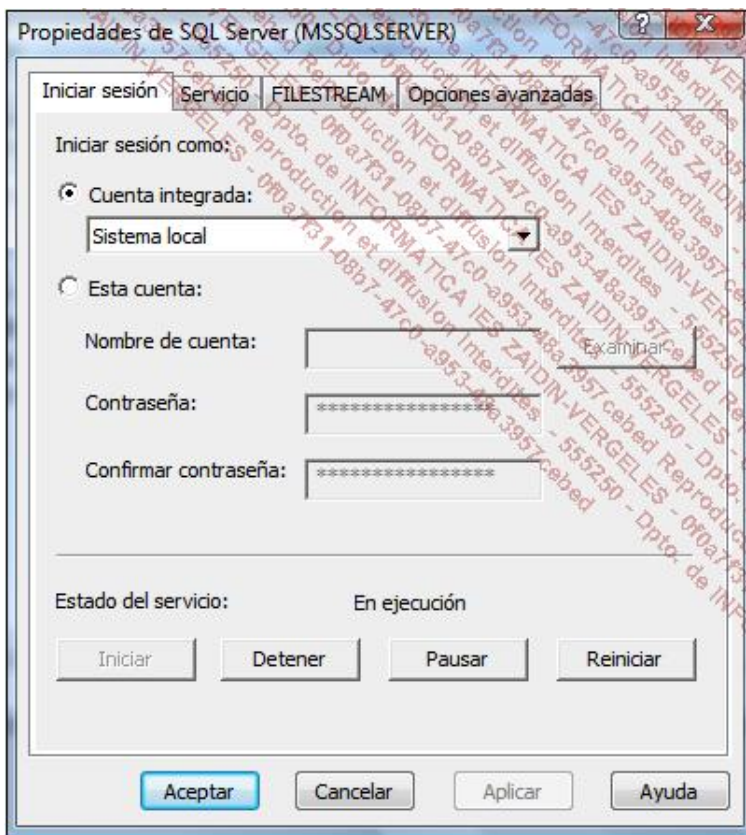 Propiedades de SQL Server (MSSQLSERVER)
Iniciar sesión Servicio FILESTREAM Opciones avanzadas
Iniciar sesión como:
Cuenta integrada:
Sistema local
Esta cuenta:
Nombre de cuenta:
Examinar
Contraseña:
****************
Confirmar contraseña:
****************
Estado del servicio: En ejecución
Iniciar Detener Pausar Reiniciar
Aceptar Cancelar Aplicar Ayuda